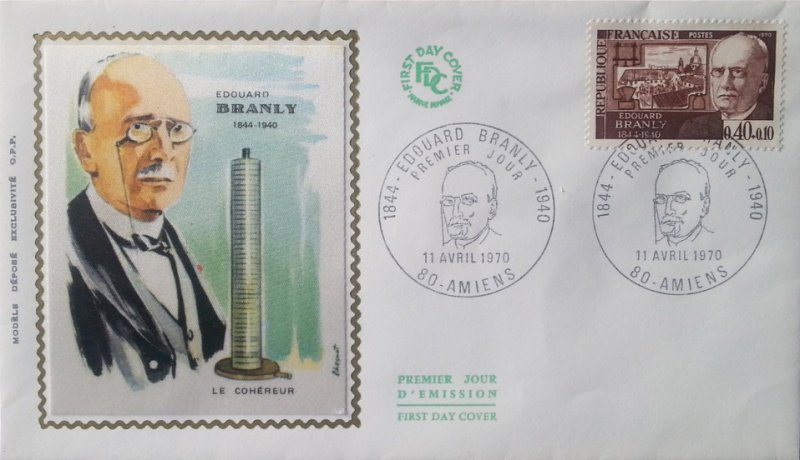 MODÈLE DÉPOSÉ EXCLUSIVITÉ C.P.P.
EDOUARD
BRANLY
1844-1940
LE COHÉREUR
FIRST DAY COVER
FDC
1844-EDOUARD BRANLY-1940
PREMIER JOUR
11 AVRIL 1970
80-AMIENS
REPUBLIQUE FRANÇAISE
POSTES
1970
EDOUARD
BRANLY
1844-1940
0,40+0,10
1844-EDOUARD BRANLY-1940
PREMIER JOUR
11 AVRIL 1970
80-AMIENS
PREMIER JOUR
D'EMISSION
FIRST DAY COVER